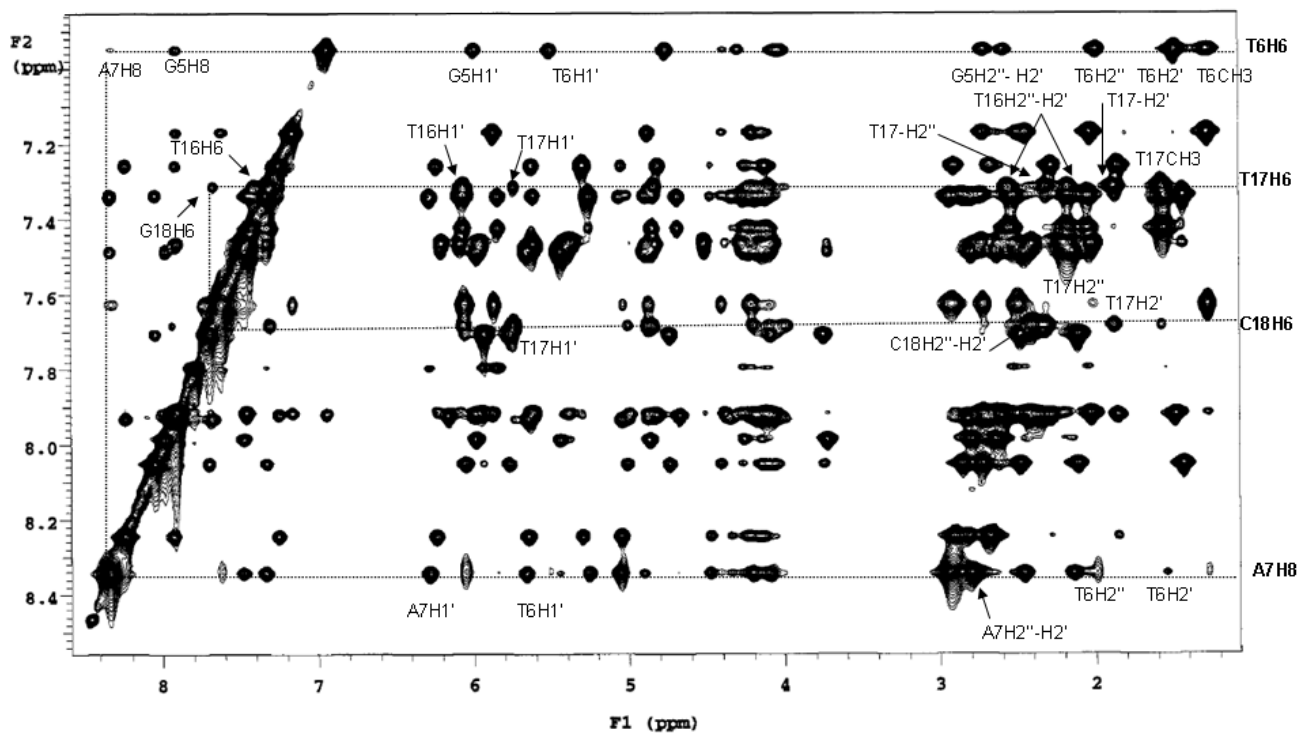 F2
(ppm)
T6H6
A7H8
G5H8
G5H1'
T6H1'
G5H2''- H2'
T6H2''
T6H2'
T6CH3
T16H2''-H2'
T17-H2'
T16H1'
T17H1'
T17-H2''
7.2
T16H6
T17CH3
T17H6
7.4
G18H6
7.6
T17H2''
T17H2'
C18H6
C18H2''-H2'
T17H1'
7.8
8.0
8.2
A7H8
8.4
A7H1'
T6H1'
T6H2''
T6H2'
A7H2''-H2'
8
7
6
5
4
3
2
F1 (ppm)